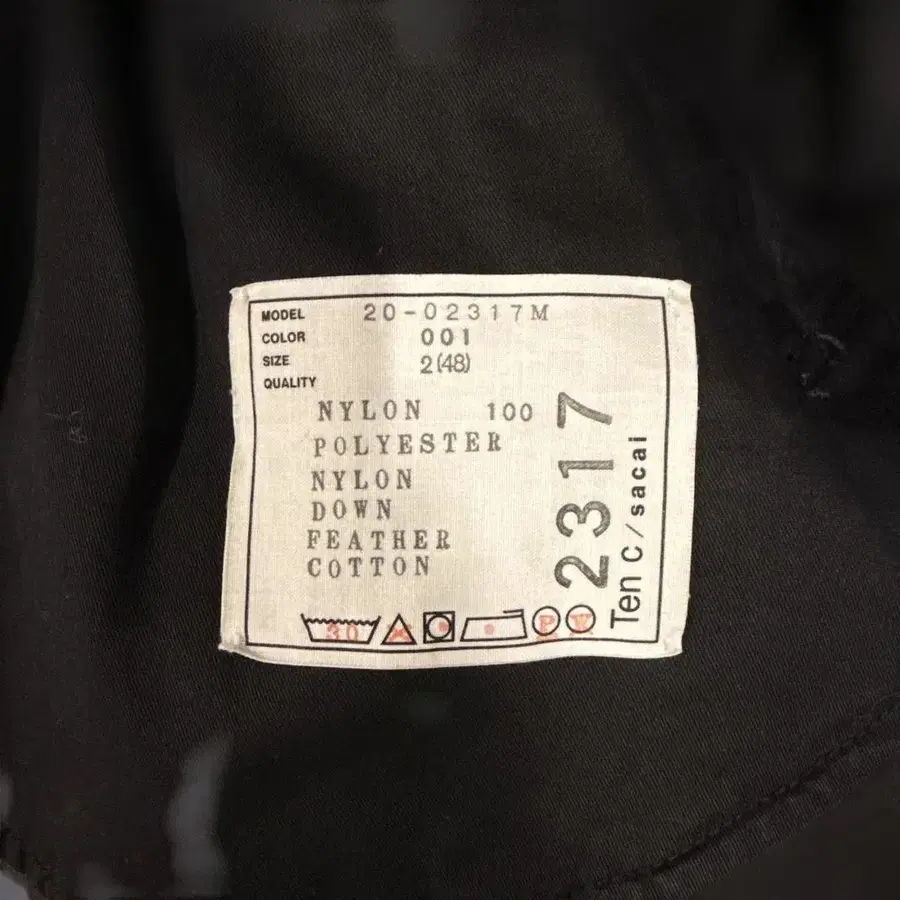 MODEL 20-02317M
COLOR 001
SIZE 2(48)
QUALITY
NYLON 100
POLYESTER
NYLON
DOWN
FEATHER
COTTON
30 P W
2317
Ten C/sacai